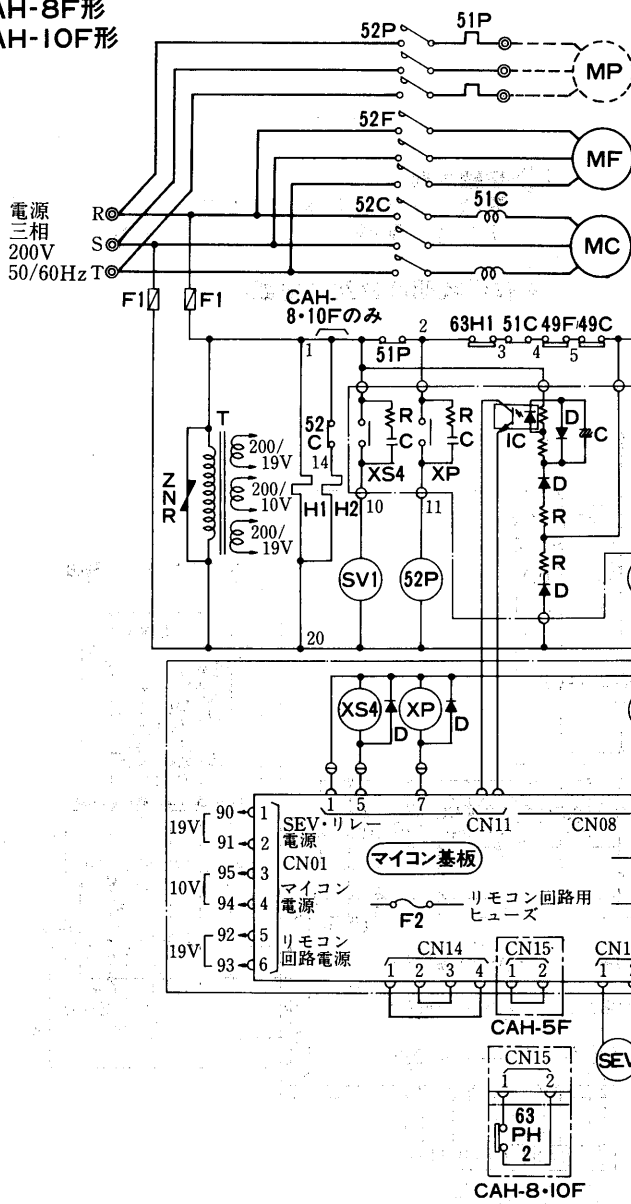 AH-8F形
AH-10F形
52P
51P
MP
52F
MF
電源
三相
200V
50/60Hz
R
S
T
52C
51C
MC
F1
F1
CAH-
8・10Fのみ
1
51P
2
63H1
3
51C
4
49F
5
49C
T
ZNR
200/
19V
200/
10V
200/
19V
52
C
14
H1
H2
R
C
XS4
10
R
C
XP
11
IC
D
C
D
R
R
D
SV1
52P
20
XS4
D
XP
D
1
5
7
CN11
CN08
19V
90
91
1
2
SEV・リレー
電源
CN01
10V
95
94
3
4
マイコン
電源
19V
92
93
5
6
リモコン
回路電源
マイコン基板
F2
リモコン回路用
ヒューズ
CN14
1 2 3 4
CN15
1 2
CAH-5F
CN1
1
SEV
CN15
1 2
63
PH
2
CAH-8・10F